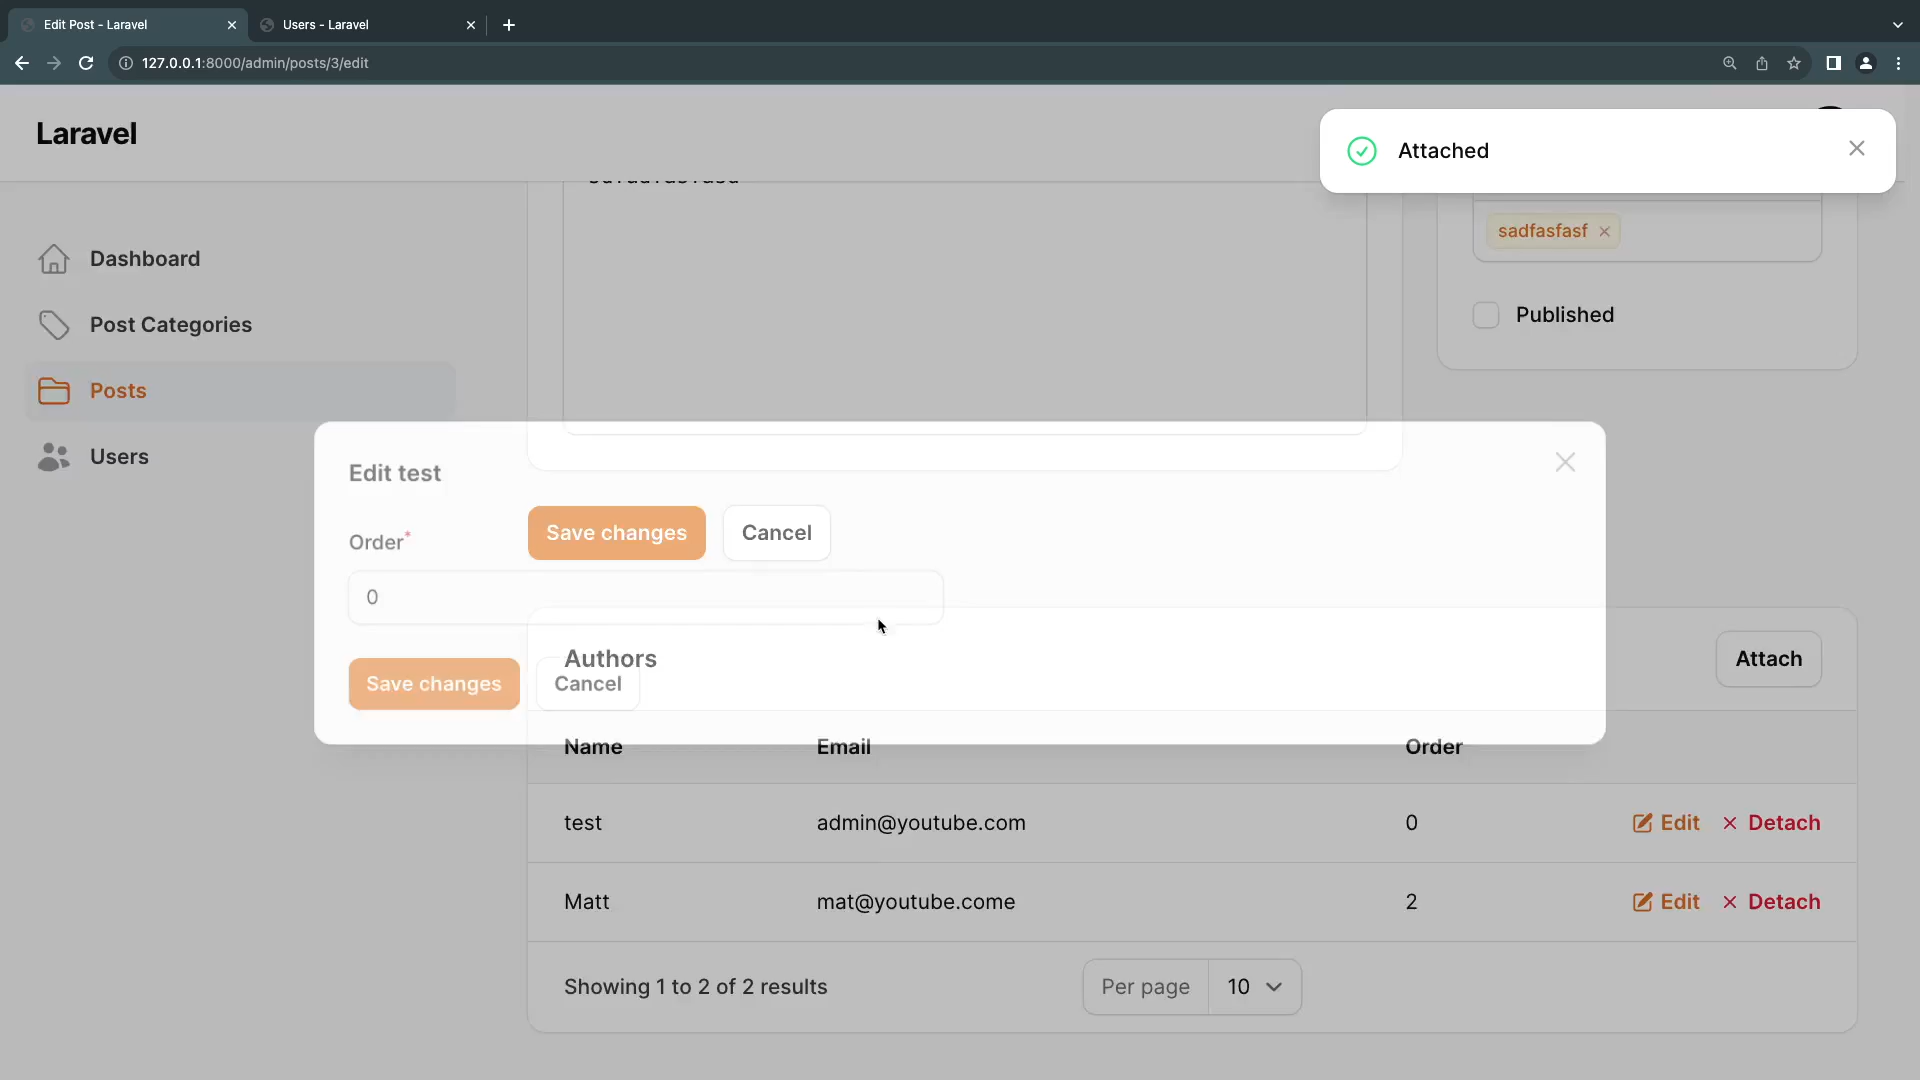 Edit Post - Laravel
Users - Laravel
127.0.0.1:8000/admin/posts/3/edit
Laravel
Attached
sadfasfasf
Dashboard
Published
Post Categories
Posts
Users
Edit test
Save changes Cancel
Order*
0
Authors
Attach
Save changes Cancel
Name Email Order
test admin@youtube.com 0 Edit Detach
Matt mat@youtube.come 2 Edit Detach
Showing 1 to 2 of 2 results
Per page 10